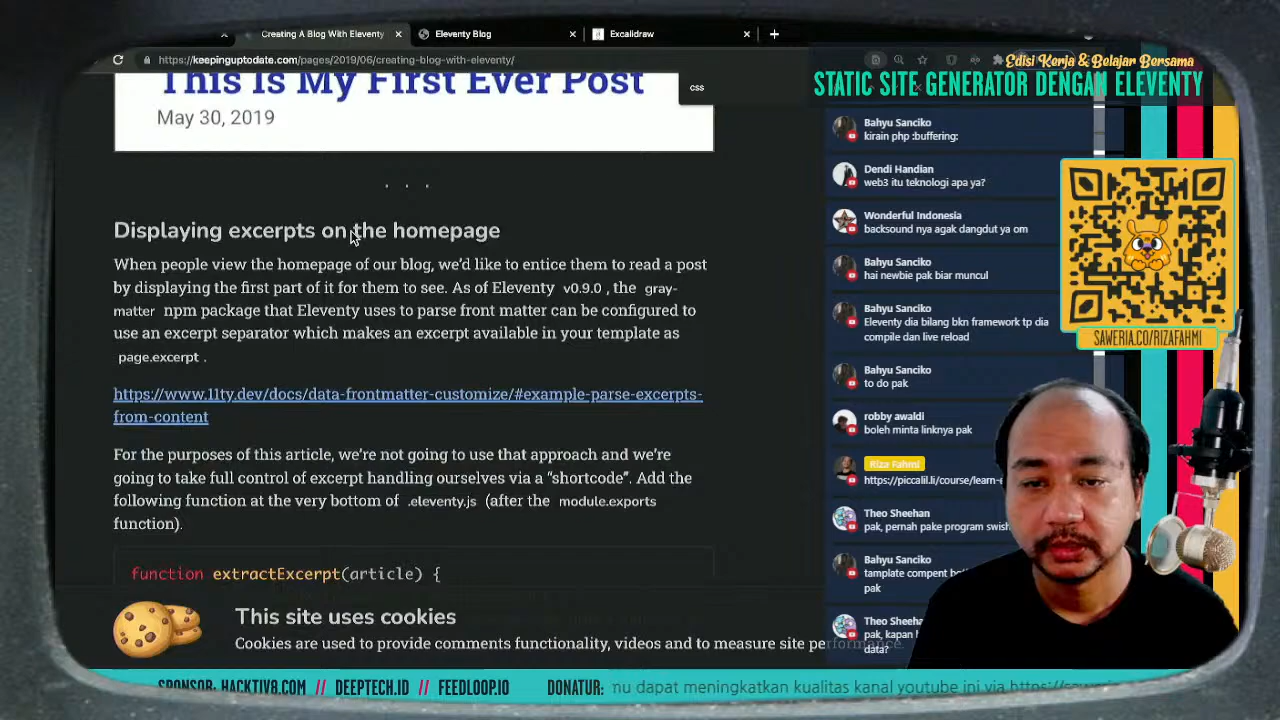 Creating A Blog With Eleventy
Eleventy Blog
Excalidraw
https://keepinguptodate.com/pages/2019/06/creating-blog-with-eleventy/
Edisi Kerja & Belajar Bersama
STATIC SITE GENERATOR DENGAN ELEVENTY
This Is My First Ever Post
css
May 30, 2019
. . .
Displaying excerpts on the homepage
When people view the homepage of our blog, we'd like to entice them to read a post
by displaying the first part of it for them to see. As of Eleventy v0.9.0 , the gray-
matter npm package that Eleventy uses to parse front matter can be configured to
use an excerpt separator which makes an excerpt available in your template as
page.excerpt .
https://www.11ty.dev/docs/data-frontmatter-customize/#example-parse-excerpts-
from-content
For the purposes of this article, we're not going to use that approach and we're
going to take full control of excerpt handling ourselves via a "shortcode". Add the
following function at the very bottom of .eleventy.js (after the module.exports
function).
function extractExcerpt(article) {
This site uses cookies
Cookies are used to provide comments functionality, videos and to measure site performance.
Bahyu Sanciko
kirain php :buffering:
Dendi Handian
web3 itu teknologi apa ya?
Wonderful Indonesia
backsound nya agak dangdut ya om
Bahyu Sanciko
hai newbie pak biar muncul
Bahyu Sanciko
Eleventy dia bilang bkn framework tp dia
compile dan live reload
Bahyu Sanciko
to do pak
robby awaldi
boleh minta linknya pak
Riza Fahmi
https://piccalil.li/course/learn-
Theo Sheehan
pak, pernah pake program swish
Bahyu Sanciko
tamplate compent
pak
Theo Sheehan
pak, kapan
data?
SAWERIA.CO/RIZAFAHMI
SPONSOR: HACKTIV8.COM // DEEPTECH.ID // FEEDLOOP.IO
DONATUR: mu dapat meningkatkan kualitas kanal youtube ini via